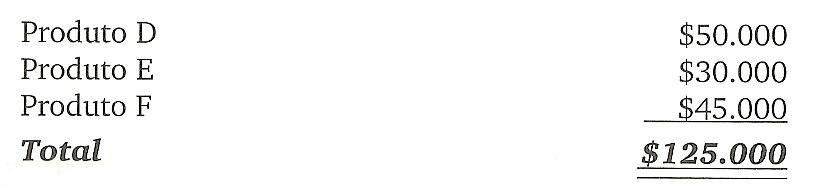 Produto D $50.000
Produto E $30.000
Produto F $45.000
Total $125.000